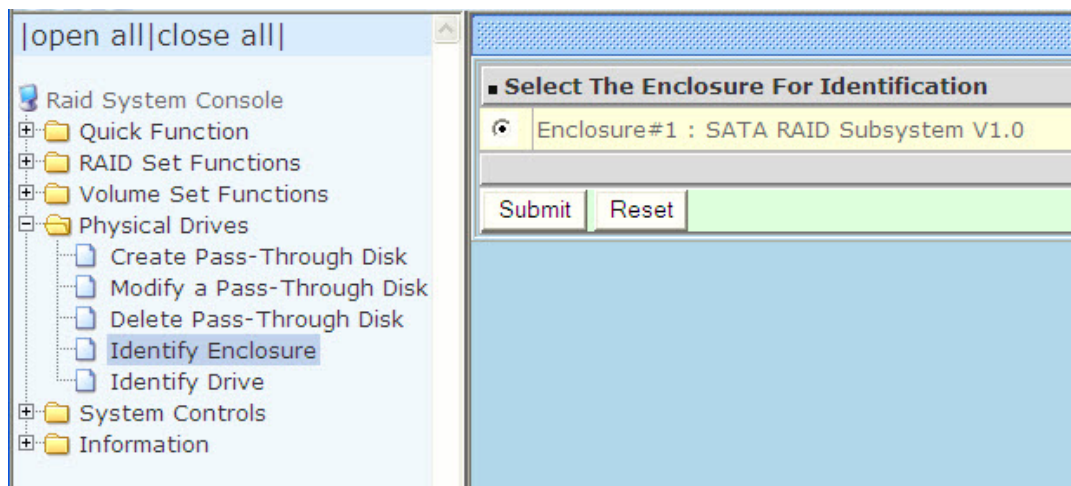 |open all|close all|
Raid System Console
Quick Function
RAID Set Functions
Volume Set Functions
Physical Drives
Create Pass-Through Disk
Modify a Pass-Through Disk
Delete Pass-Through Disk
Identify Enclosure
Identify Drive
System Controls
Information
Select The Enclosure For Identification
Enclosure#1 : SATA RAID Subsystem V1.0
Submit Reset